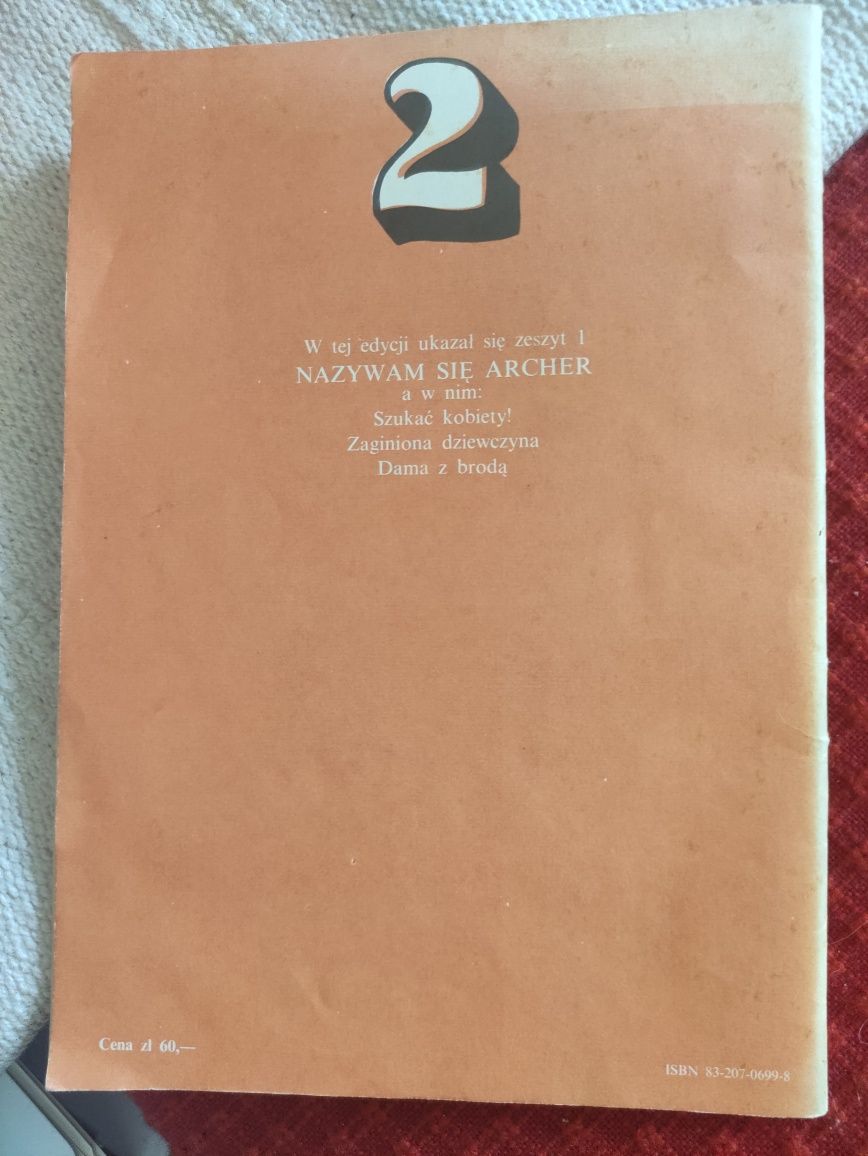 2
W tej edycji ukazał się zeszyt 1
NAZYWAM SIĘ ARCHER
a w nim:
Szukać kobiety!
Zaginiona dziewczyna
Dama z brodą
Cena zł 60,—
ISBN 83-207-0699-8